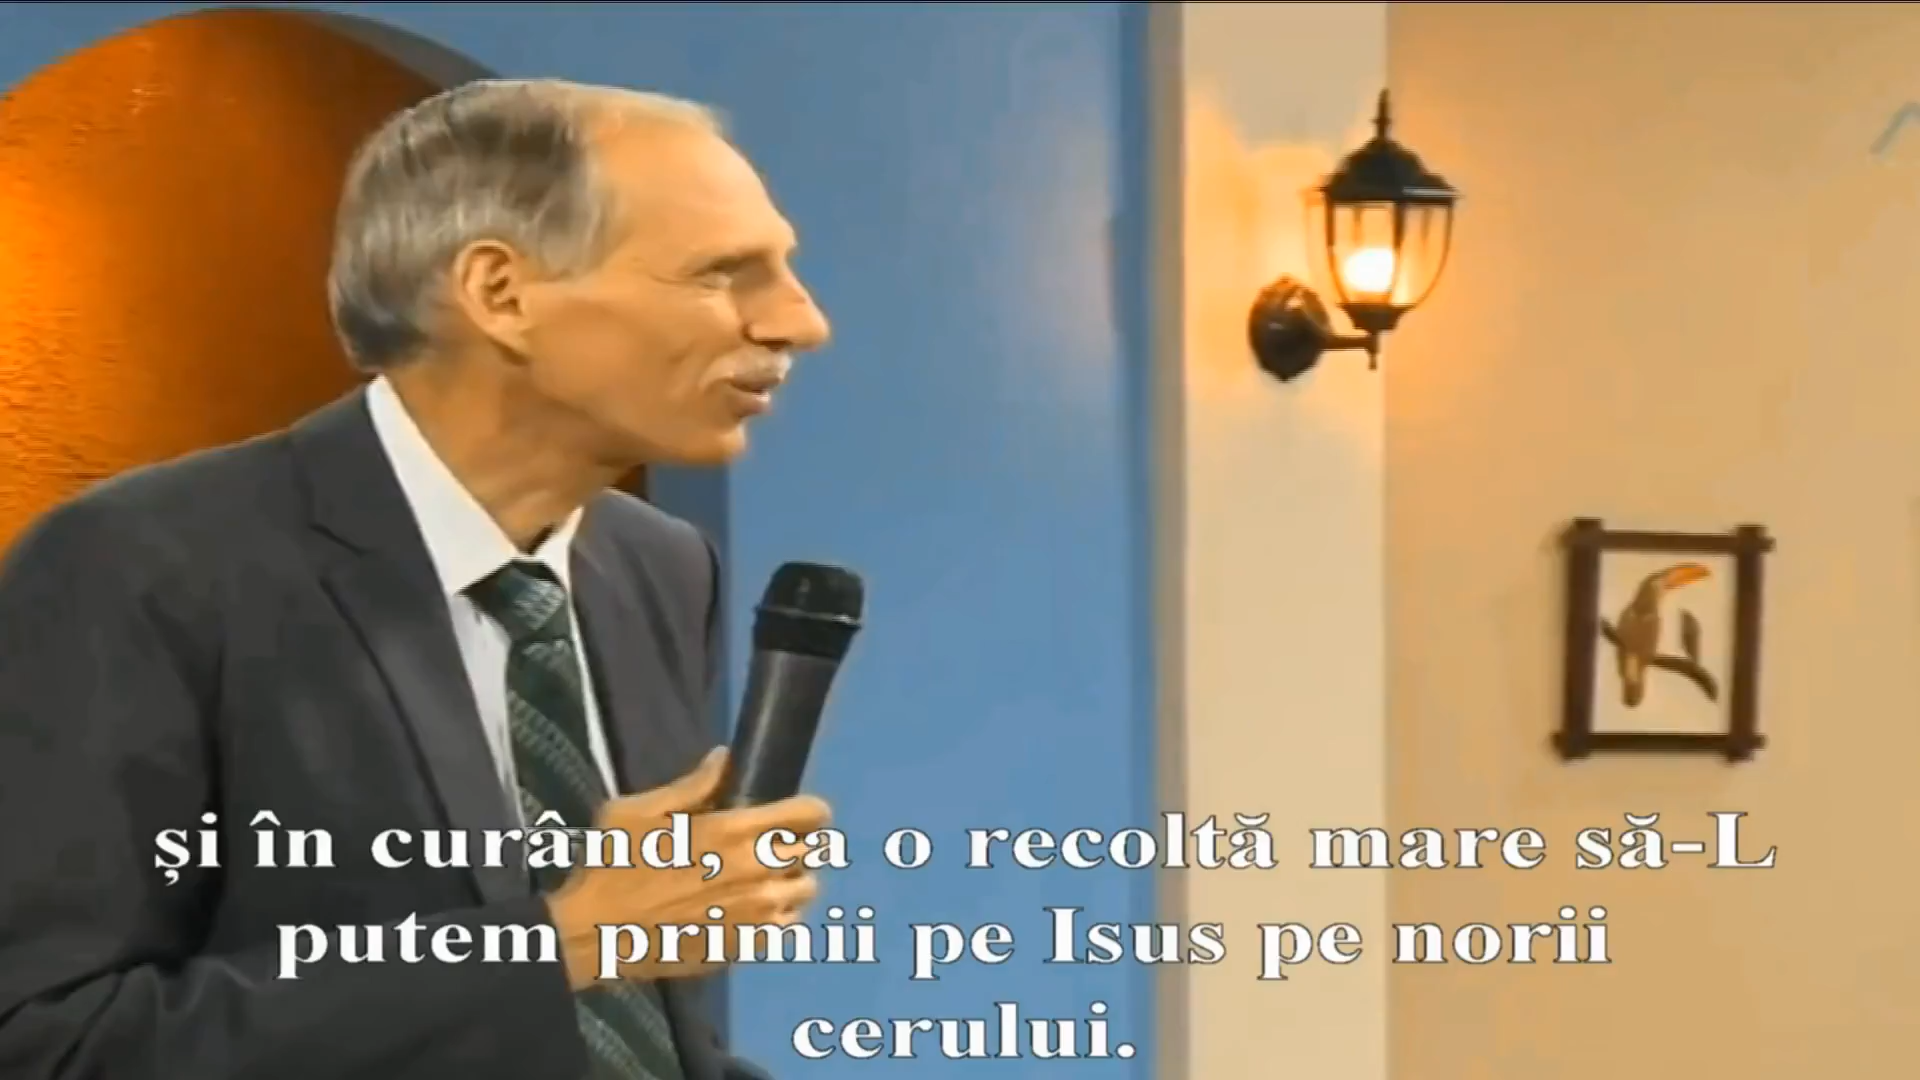 și în curând, ca o recoltă mare să-L
putem primii pe Isus pe norii
cerului.